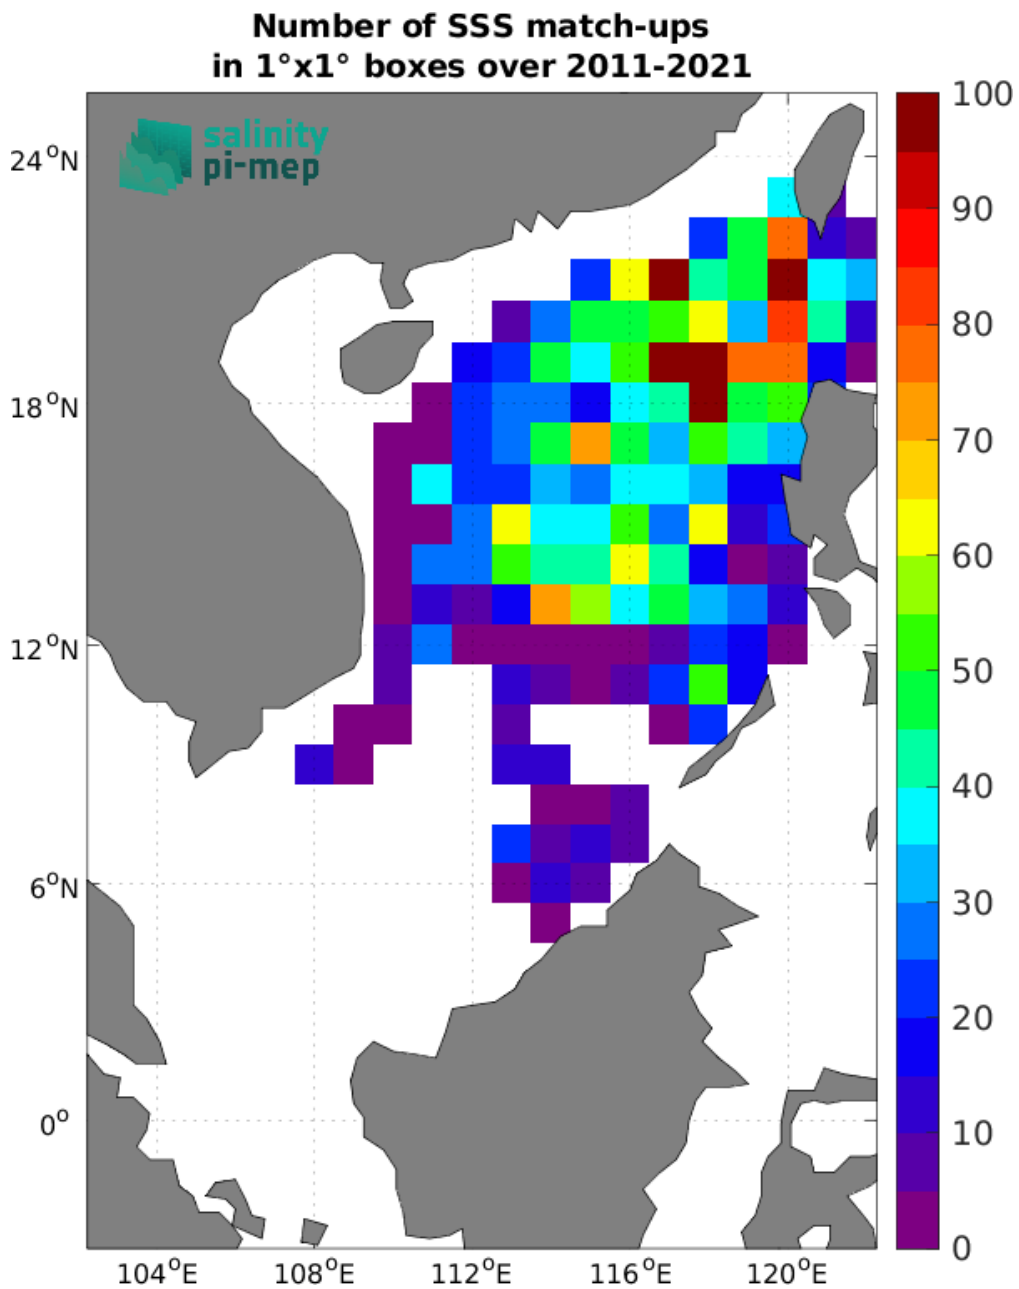 Number of SSS match-ups
in 1°x1° boxes over 2011-2021
salinity
pi-mep
24°N
18°N
12°N
6°N
0°
104°E
108°E
112°E
116°E
120°E
100
90
80
70
60
50
40
30
20
10
0